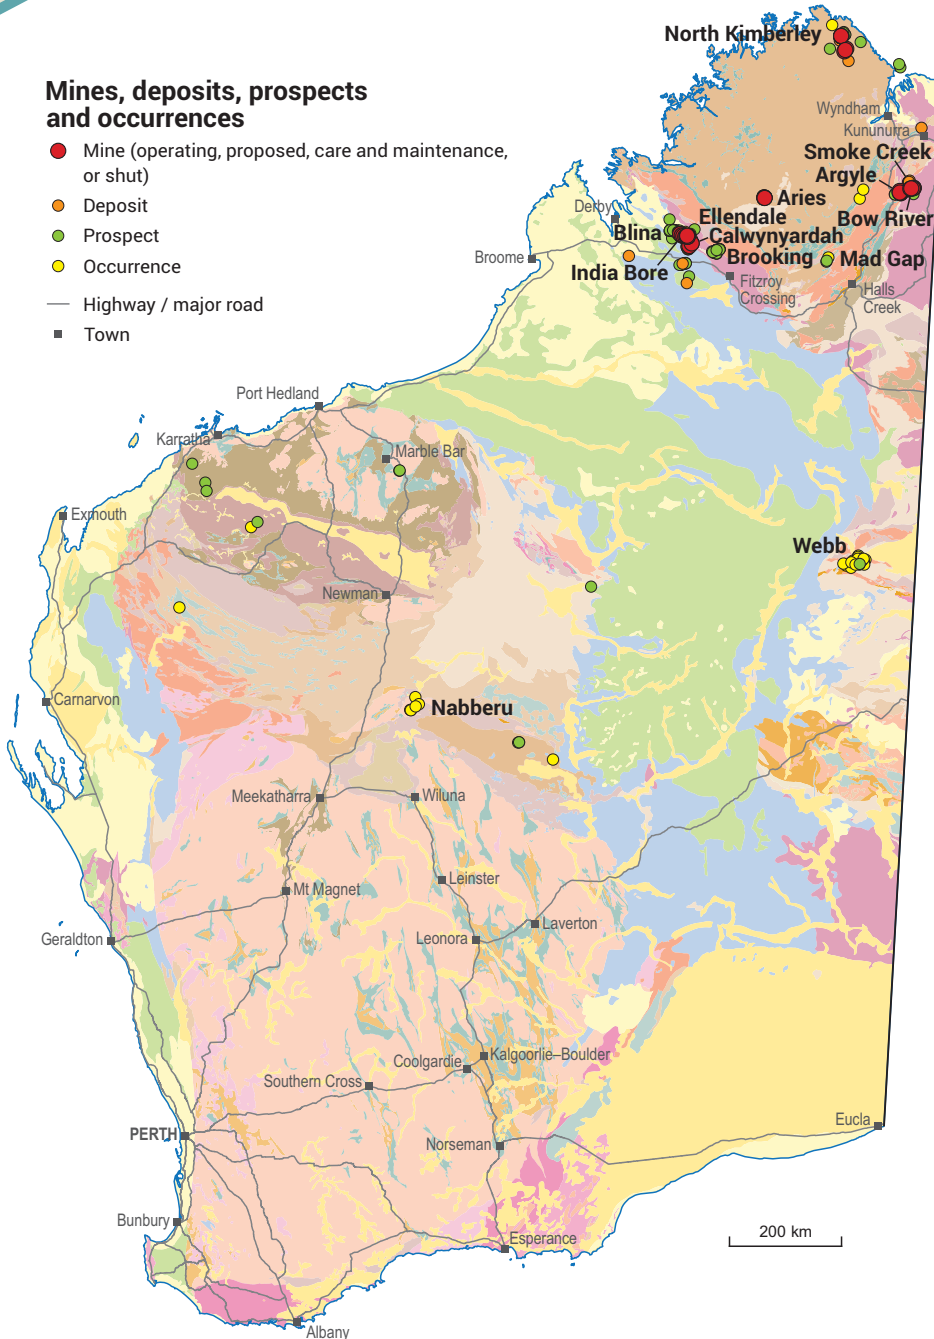 Mines, deposits, prospects
and occurrences
Mine (operating, proposed, care and maintenance,
or shut)
Deposit
Prospect
Occurrence
Highway / major road
Town
North Kimberley
Wyndham
Kununurra
Smoke Creek
Argyle
Aries
Bow River
Derby
Ellendale
Blina
Calwynyardah
Broome
Brooking
Mad Gap
India Bore
Fitzroy
Crossing
Halls
Creek
Port Hedland
Karratha
Marble Bar
Exmouth
Webb
Newman
Carnarvon
Nabberu
Meekatharra
Wiluna
Leinster
Mt Magnet
Laverton
Geraldton
Leonora
Kalgoorlie–Boulder
Coolgardie
Southern Cross
Eucla
PERTH
Norseman
Bunbury
200 km
Esperance
Albany